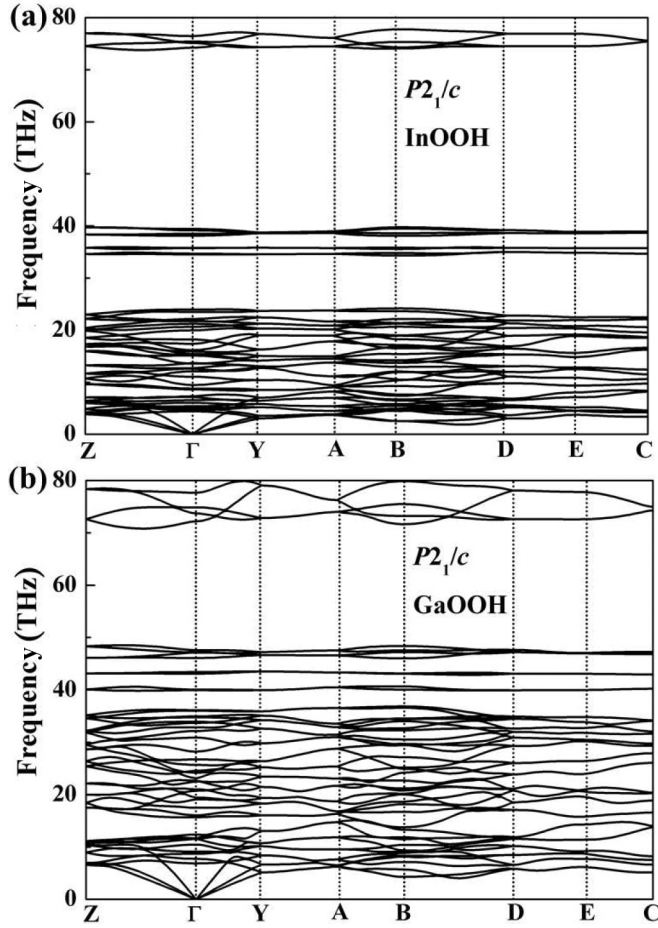 (a)
80
60
40
20
0
Frequency (THz)
P2₁/c
InOOH
Z Γ Y A B D E C
(b)
80
60
40
20
0
Frequency (THz)
P2₁/c
GaOOH
Z Γ Y A B D E C